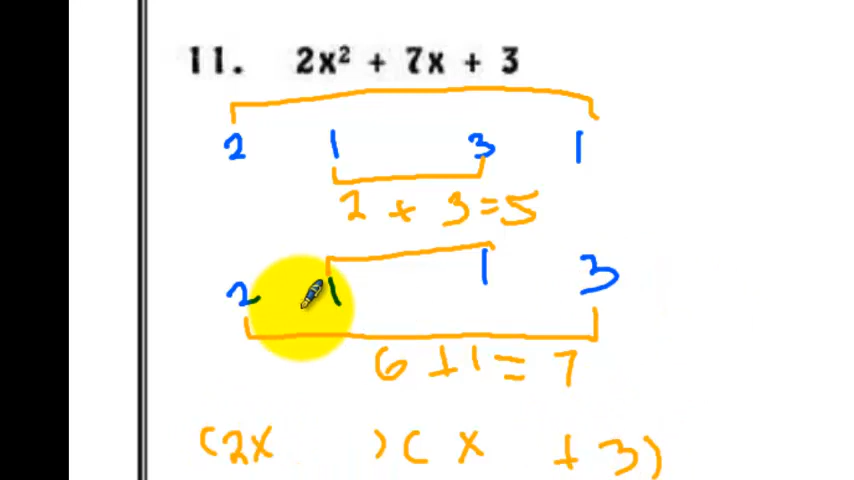 11. 2x² + 7x + 3
2 1 3 1
2 + 3 = 5
2 1 1 3
6 + 1 = 7
(2x )( x + 3)